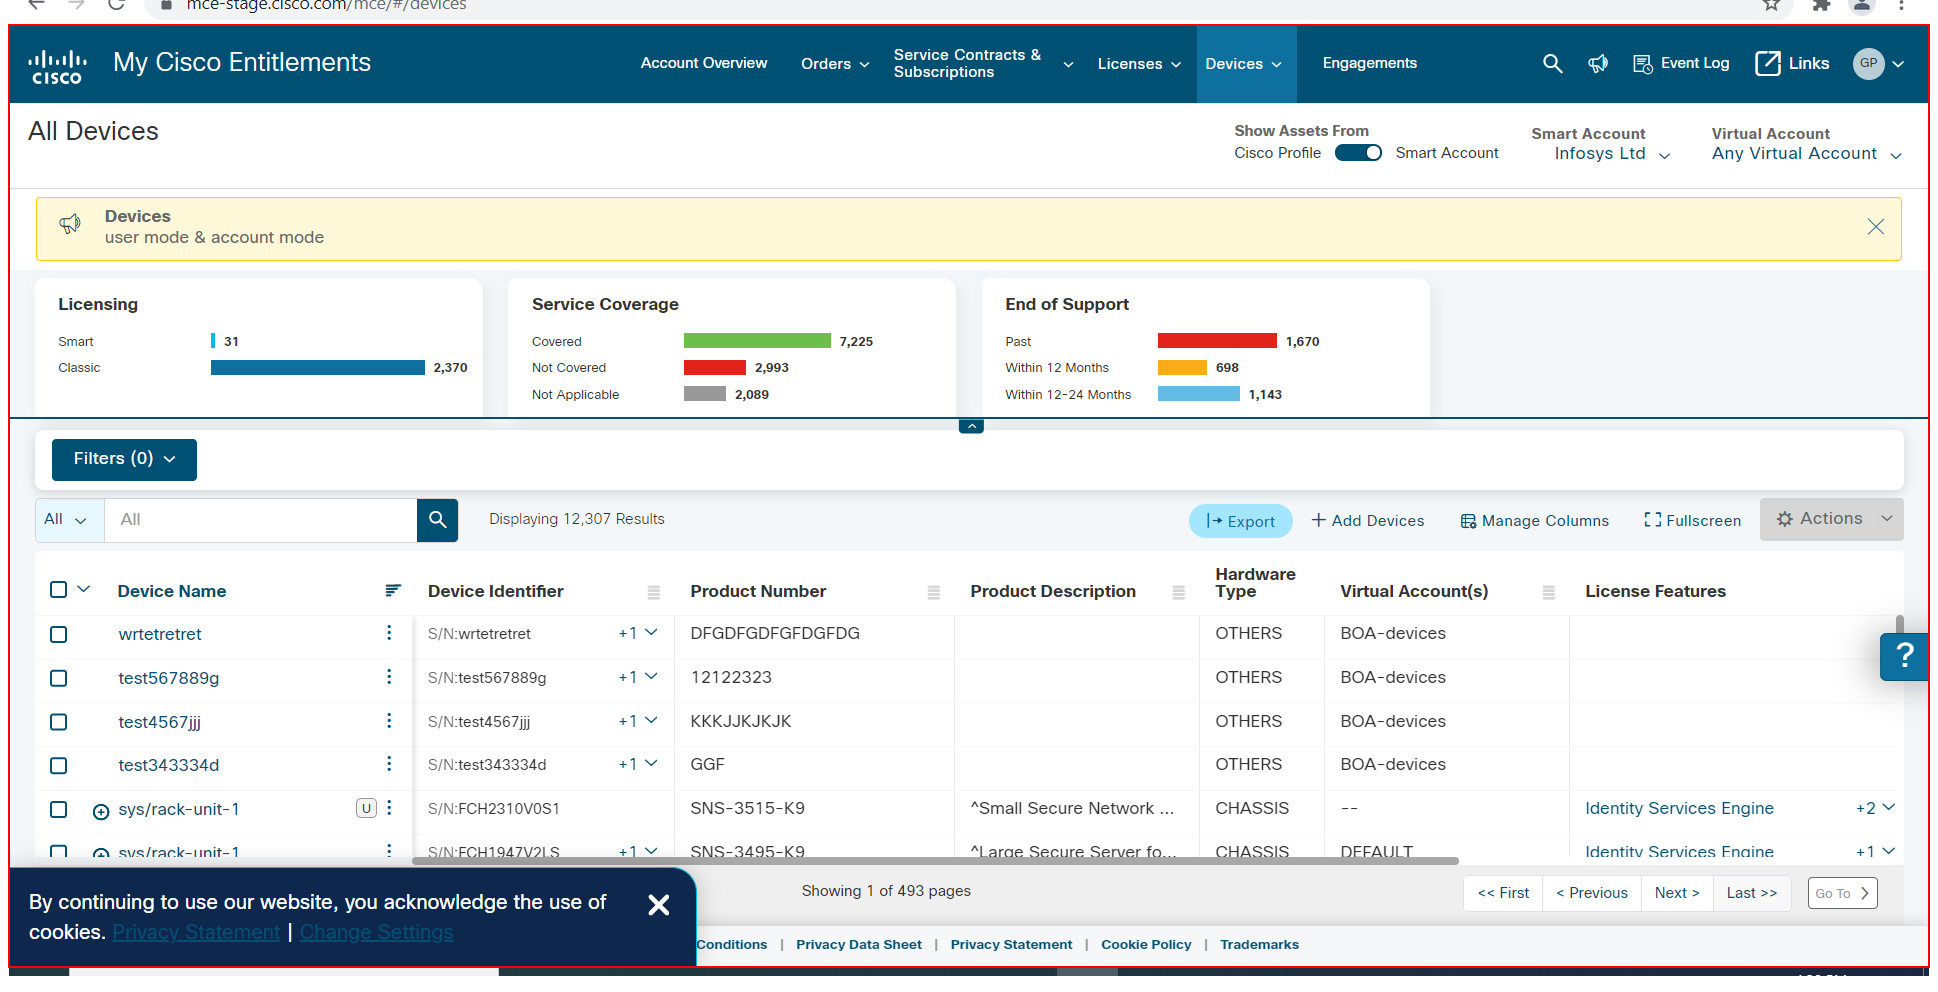 mce-stage.cisco.com/mce/#/devices
CISCO
My Cisco Entitlements
Account Overview
Orders
Service Contracts &
Subscriptions
Licenses
Devices
Engagements
Event Log
Links
GP
All Devices
Show Assets From
Cisco Profile
Smart Account
Smart Account
Infosys Ltd
Virtual Account
Any Virtual Account
Devices
user mode & account mode
Licensing
Smart 31
Classic 2,370
Service Coverage
Covered 7,225
Not Covered 2,993
Not Applicable 2,089
End of Support
Past 1,670
Within 12 Months 698
Within 12-24 Months 1,143
Filters (0)
All
All
Displaying 12,307 Results
Export
Add Devices
Manage Columns
Fullscreen
Actions
Device Name
Device Identifier
Product Number
Product Description
Hardware
Type
Virtual Account(s)
License Features
wrtetretret S/N:wrtetretret +1 DFGDFGDFGFDGFDG OTHERS BOA-devices
test567889g S/N:test567889g +1 12122323 OTHERS BOA-devices
test4567jjj S/N:test4567jjj +1 KKKJJKJKJK OTHERS BOA-devices
test343334d S/N:test343334d +1 GGF OTHERS BOA-devices
sys/rack-unit-1 U S/N:FCH2310V0S1 SNS-3515-K9 ^Small Secure Network ... CHASSIS -- Identity Services Engine +2
sys/rack-unit-1 S/N:FCH1947V2LS +1 SNS-3495-K9 ^Large Secure Server fo... CHASSIS DEFAULT Identity Services Engine +1
?
By continuing to use our website, you acknowledge the use of
cookies. Privacy Statement | Change Settings
Showing 1 of 493 pages
<< First
< Previous
Next >
Last >>
Go To
Conditions | Privacy Data Sheet | Privacy Statement | Cookie Policy | Trademarks